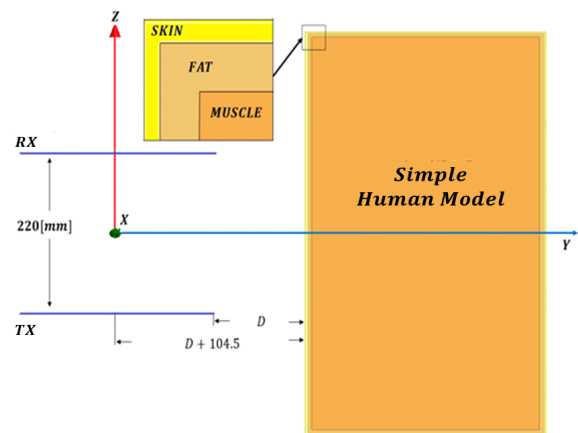 Z
SKIN
FAT
MUSCLE
RX
Simple
Human Model
220[mm]
X
Y
TX
D
D + 104.5